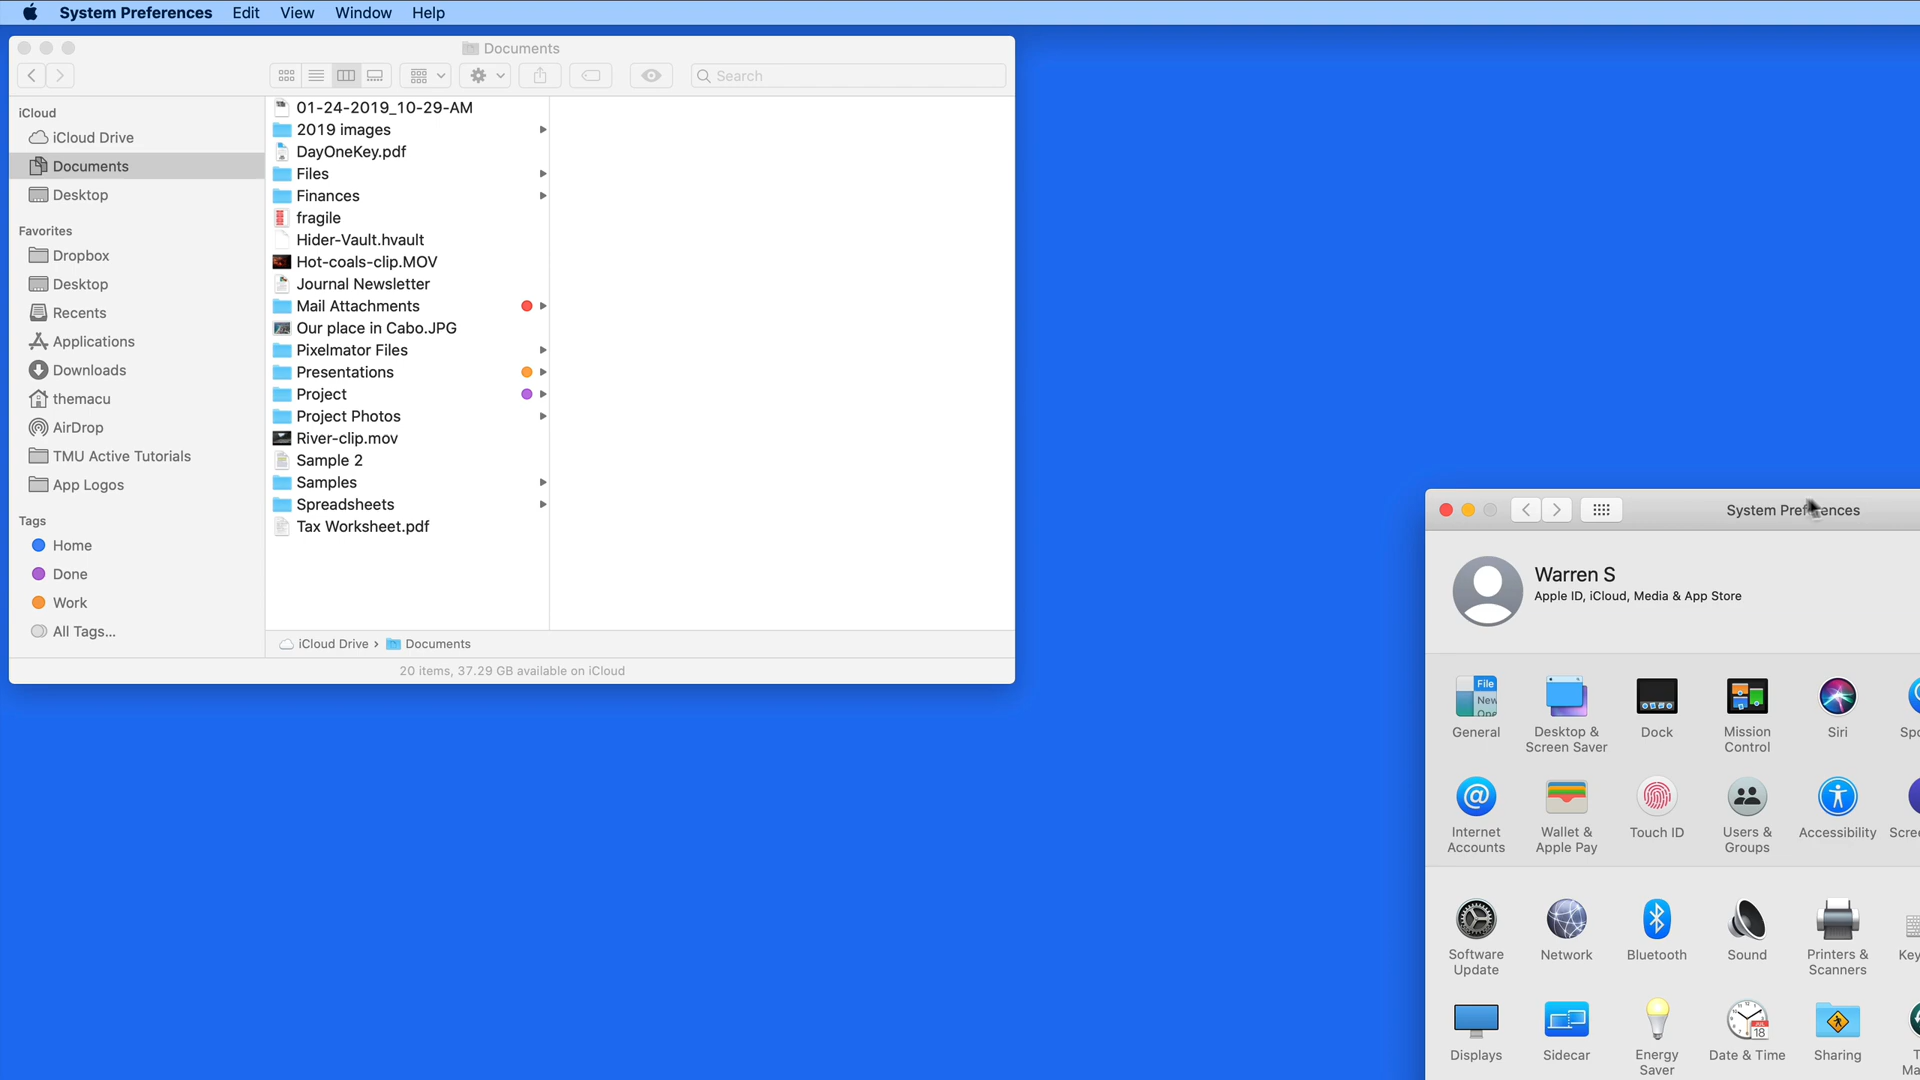 System Preferences Edit View Window Help
Documents
Search
iCloud
iCloud Drive
Documents
Desktop
Favorites
Dropbox
Desktop
Recents
Applications
Downloads
themacu
AirDrop
TMU Active Tutorials
App Logos
Tags
Home
Done
Work
All Tags...
01-24-2019_10-29-AM
2019 images
DayOneKey.pdf
Files
Finances
fragile
Hider-Vault.hvault
Hot-coals-clip.MOV
Journal Newsletter
Mail Attachments
Our place in Cabo.JPG
Pixelmator Files
Presentations
Project
Project Photos
River-clip.mov
Sample 2
Samples
Spreadsheets
Tax Worksheet.pdf
iCloud Drive › Documents
20 items, 37.29 GB available on iCloud
System Preferences
Warren S
Apple ID, iCloud, Media & App Store
File
New
General
Desktop &
Screen Saver
Dock
Mission
Control
Siri
Internet
Accounts
Wallet &
Apple Pay
Touch ID
Users &
Groups
Accessibility
Software
Update
Network
Bluetooth
Sound
Printers &
Scanners
Displays
Sidecar
Energy
Saver
JUL
18
Date & Time
Sharing